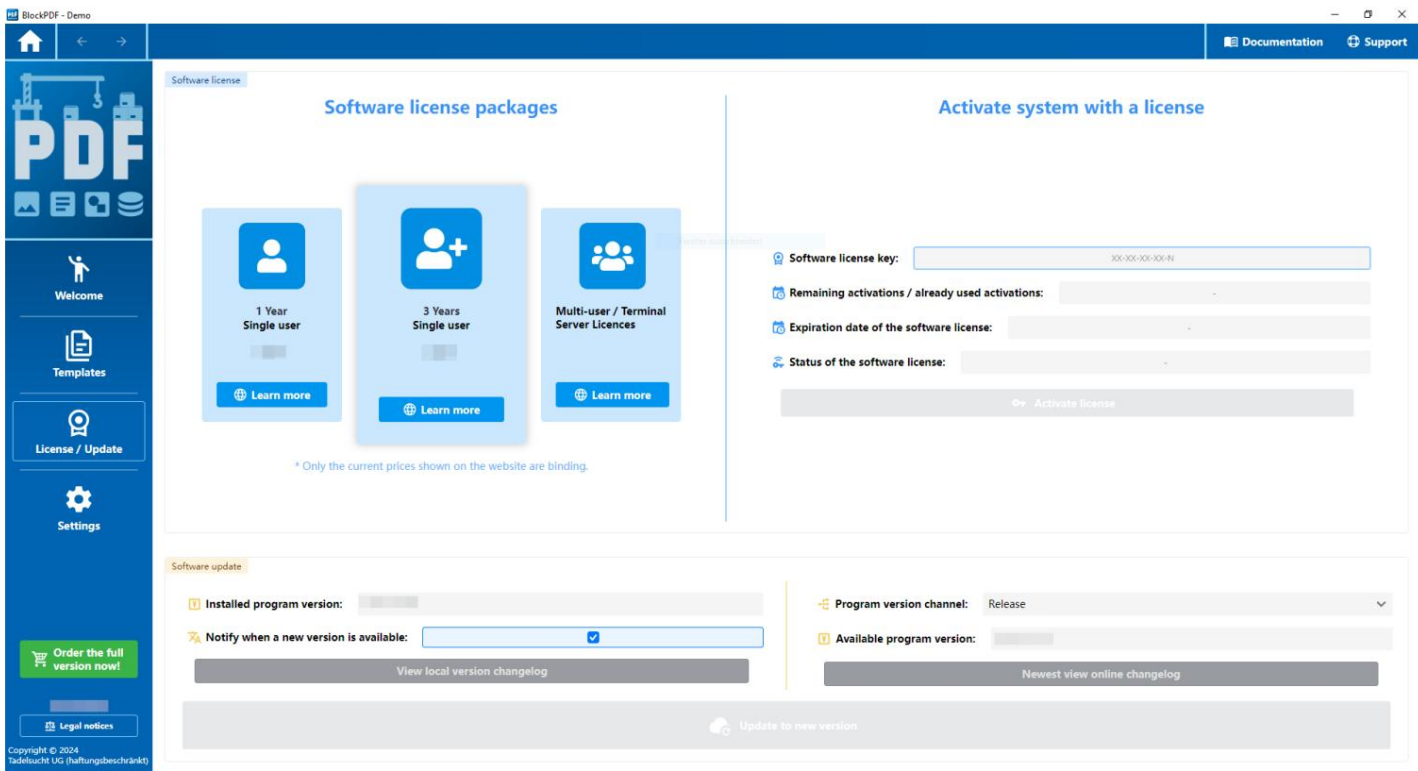 BlockPDF - Demo
Documentation
Support
PDF
Welcome
Templates
License / Update
Settings
Order the full
version now!
Legal notices
Copyright © 2024
Tadelsucht UG (haftungsbeschränkt)
Software license
Software license packages
1 Year
Single user
Learn more
3 Years
Single user
Learn more
Multi-user / Terminal
Server Licences
Learn more
* Only the current prices shown on the website are binding.
Activate system with a license
Software license key:
XX-XX-XX-XX-N
Remaining activations / already used activations:
-
Expiration date of the software license:
-
Status of the software license:
-
Activate license
Software update
Installed program version:
Notify when a new version is available:
View local version changelog
Program version channel:
Release
Available program version:
Newest view online changelog
Update to new version